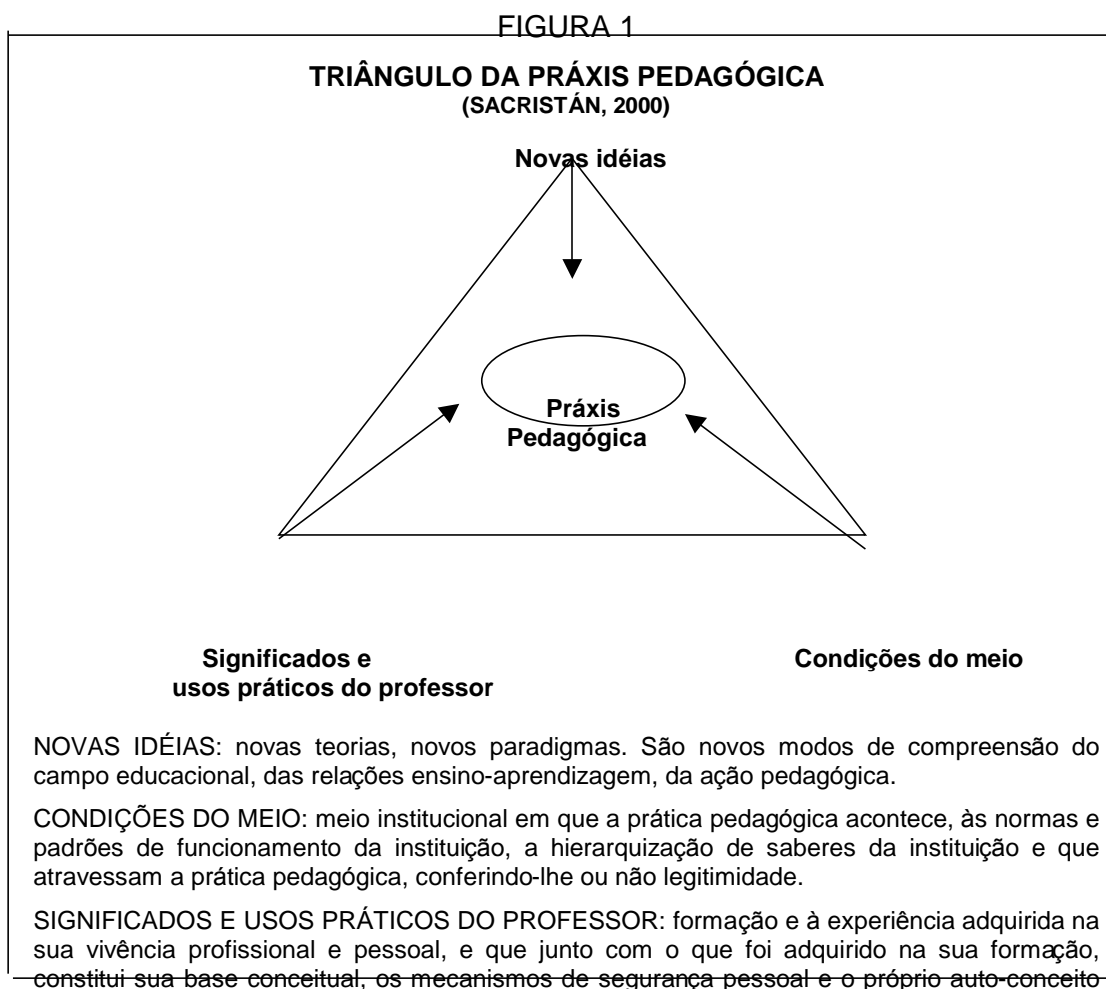 FIGURA 1
TRIÂNGULO DA PRÁXIS PEDAGÓGICA
(SACRISTÁN, 2000)
Novas idéias
Práxis
Pedagógica
Significados e
usos práticos do professor
Condições do meio
NOVAS IDÉIAS: novas teorias, novos paradigmas. São novos modos de compreensão do
campo educacional, das relações ensino-aprendizagem, da ação pedagógica.
CONDIÇÕES DO MEIO: meio institucional em que a prática pedagógica acontece, às normas e
padrões de funcionamento da instituição, a hierarquização de saberes da instituição e que
atravessam a prática pedagógica, conferindo-lhe ou não legitimidade.
SIGNIFICADOS E USOS PRÁTICOS DO PROFESSOR: formação e à experiência adquirida na
sua vivência profissional e pessoal, e que junto com o que foi adquirido na sua formação,
constitui sua base conceitual, os mecanismos de segurança pessoal e o próprio auto-conceito